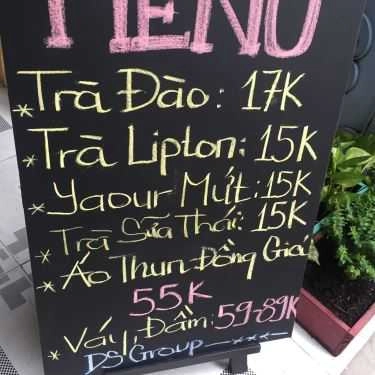 MENU
* Trà Đào: 17K
* Trà Lipton: 15K
* Yaour Mứt: 15K
* Trà Sữa Thái: 15K
* Áo Thun Đồng Giá
55K
* Váy, Đầm: 59-89K
DS Group